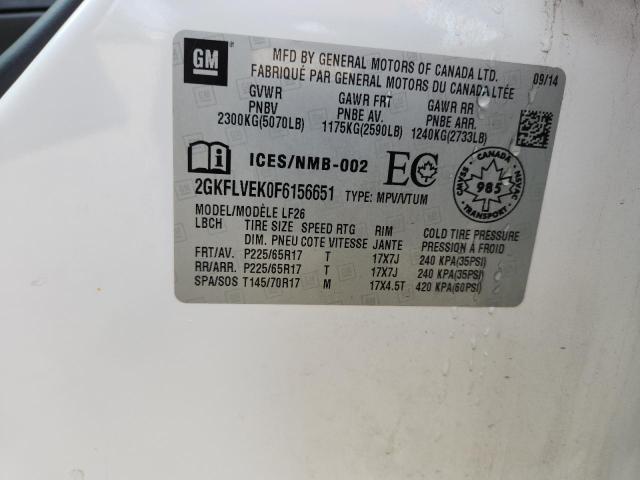 GM
MFD BY GENERAL MOTORS OF CANADA LTD.
FABRIQUÉ PAR GENERAL MOTORS DU CANADA LTÉE
09/14
GVWR GAWR FRT GAWR RR
PNBV PNBE AV. PNBE ARR.
2300KG(5070LB) 1175KG(2590LB) 1240KG(2733LB)
ICES/NMB-002 EC
CANADA
CMVSS 985 NSVAC
2GKFLVEK0F6156651 TYPE: MPV/VTUM
MODEL/MODÈLE LF26
LBCH TIRE SIZE SPEED RTG RIM COLD TIRE PRESSURE
DIM. PNEU COTE VITESSE JANTE PRESSION À FROID
FRT/AV. P225/65R17 T 17X7J 240 KPA(35PSI)
RR/ARR. P225/65R17 T 17X7J 240 KPA(35PSI)
SPA/SOS T145/70R17 M 17X4.5T 420 KPA(60PSI)